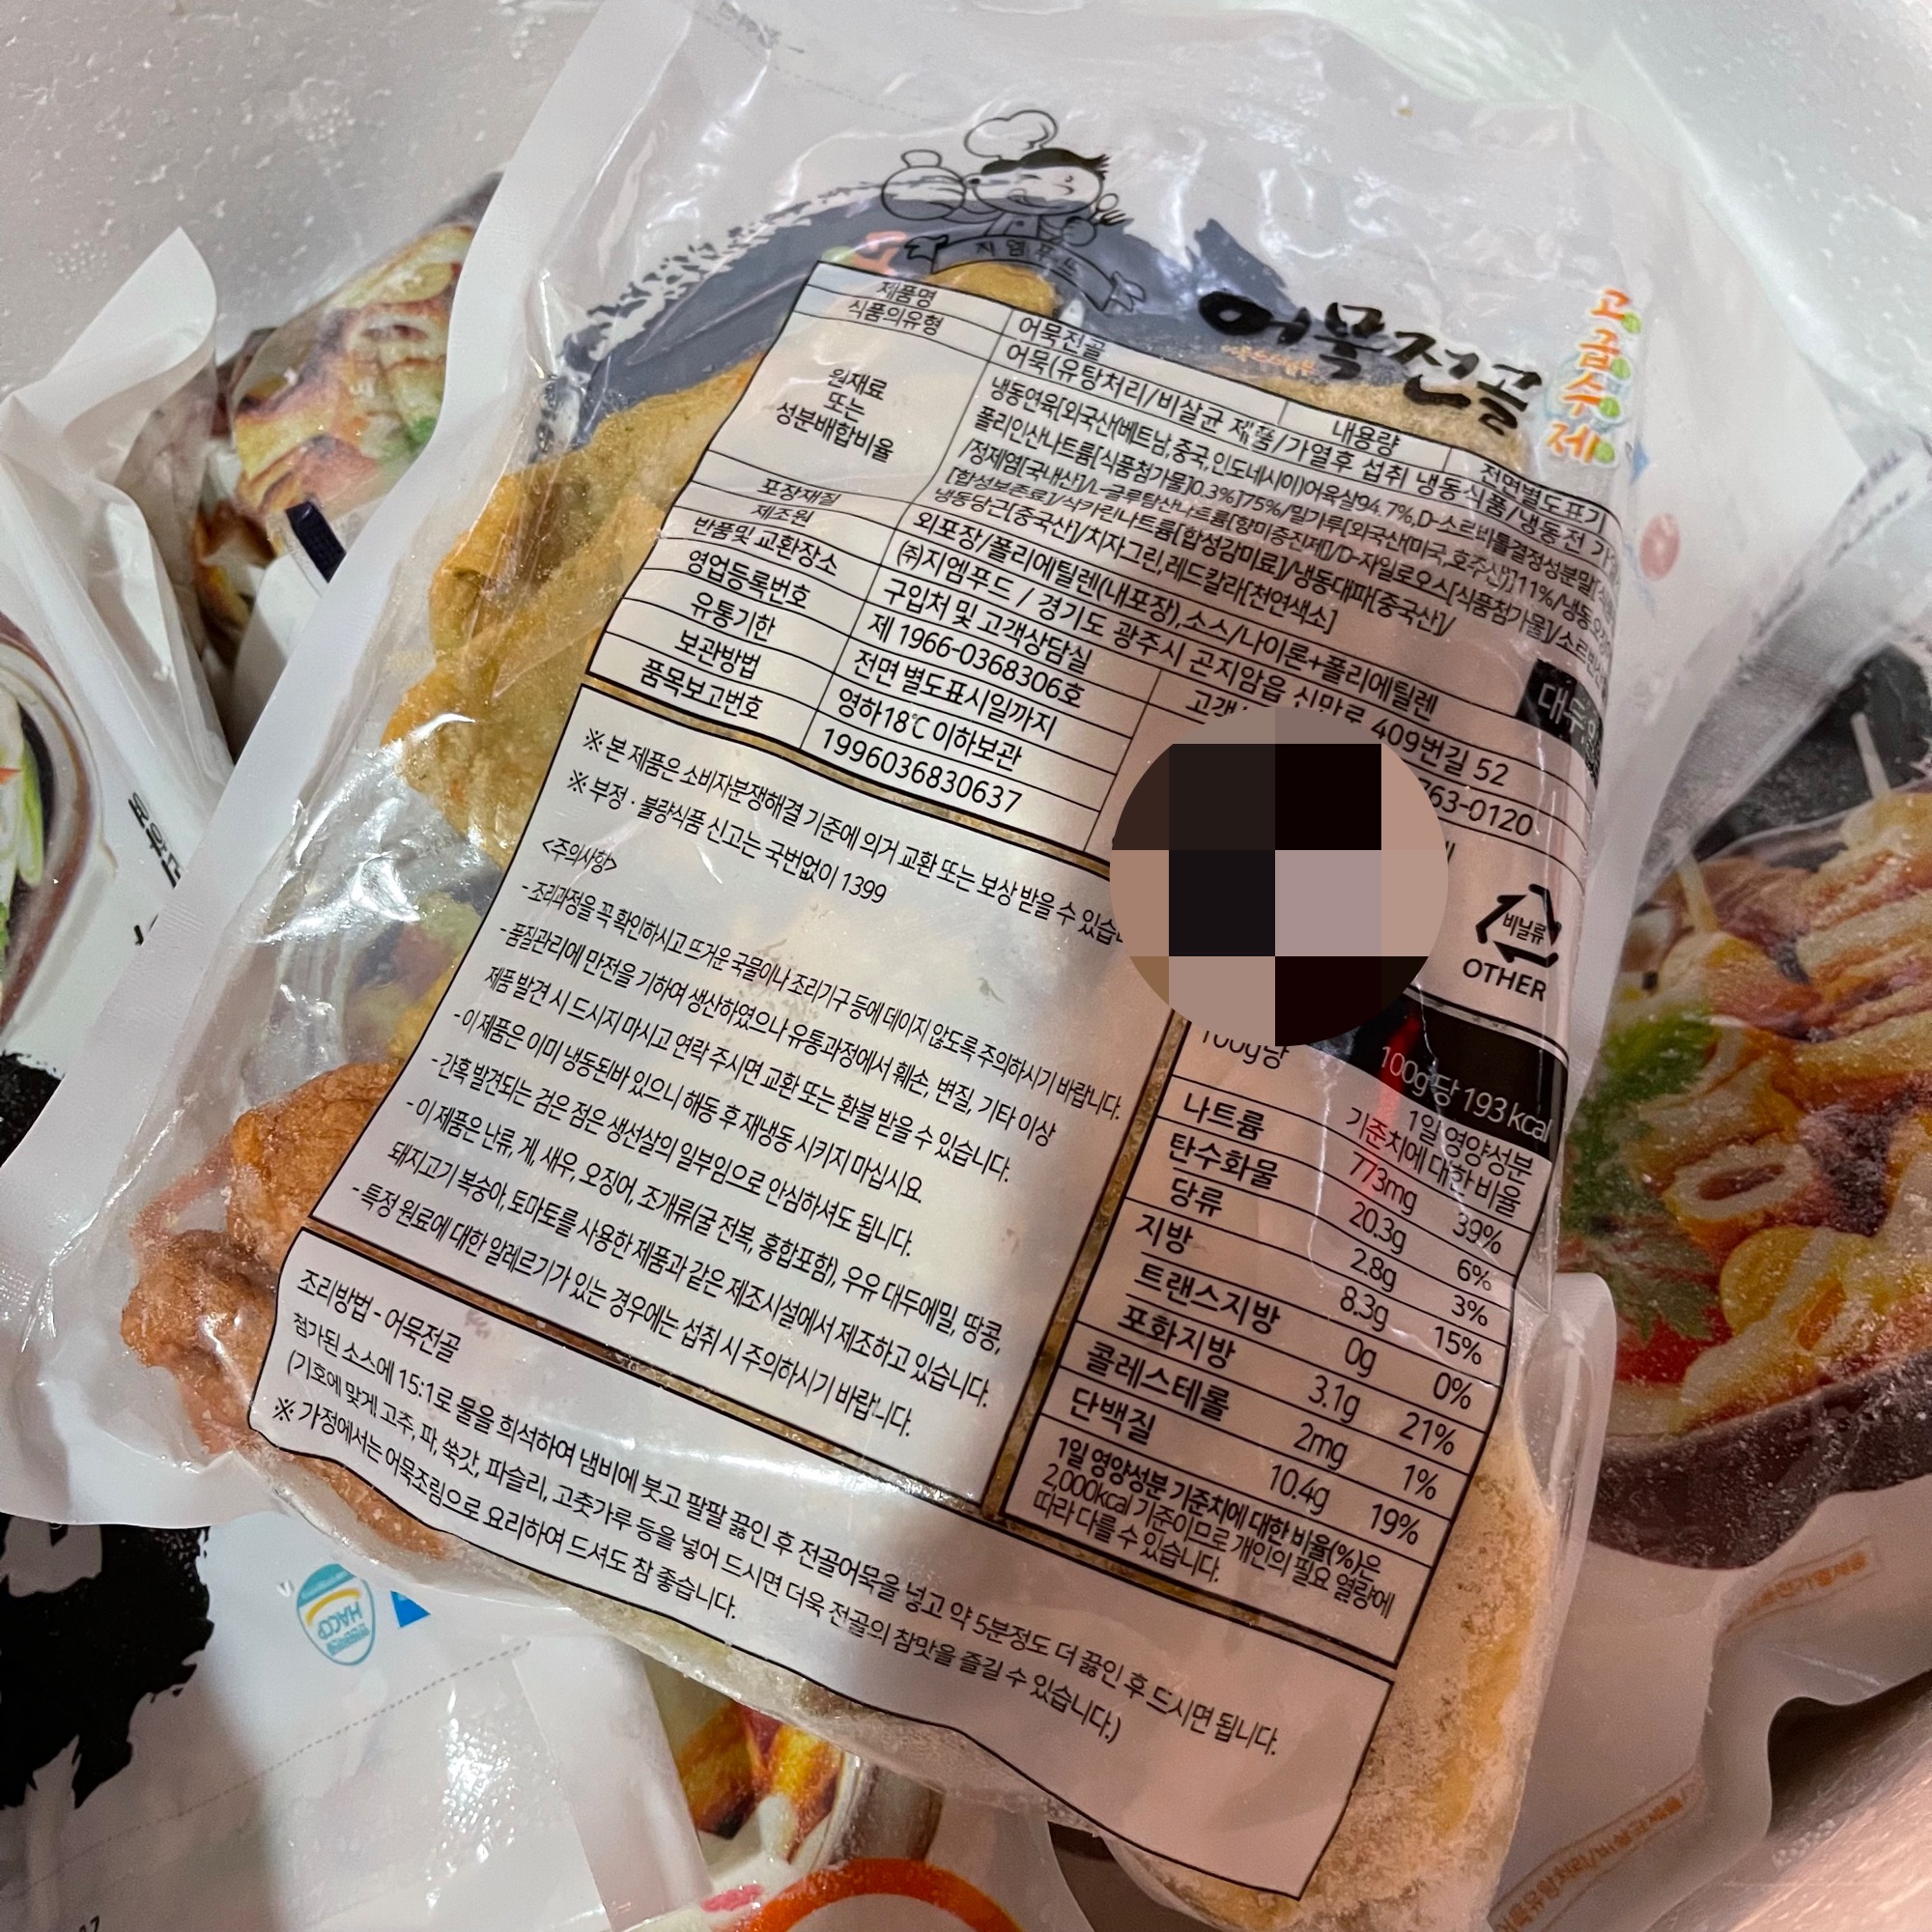 지엠푸드
어묵전골
고급수제
제품명 어묵전골 내용량 전면별도표기
식품의유형 어묵(유탕처리/비살균 제품/가열후 섭취 냉동식품/냉동전
원재료 또는 성분배합비율
냉동연육[외국산(베트남,중국,인도네시아)어육살94.7%,D-소르비톨결정성분말
폴리인산나트륨[식품첨가물]0.3%]75%/밀가루[외국산(미국,호주산)]11%/냉동
/정제염[국내산]/L-글루탐산나트륨[향미증진제]/D-자일로오스[식품첨가물]/
[합성보존료]/삭카린나트륨[합성감미료]/냉동대파[중국산]/
냉동당근[중국산]/치자그린,레드칼라[천연색소]
포장재질 외포장/폴리에틸렌(내포장),소스/나이론+폴리에틸렌
제조원 ㈜지엠푸드 / 경기도 광주시 곤지암읍 신만로 409번길 52
반품및 교환장소 구입처 및 고객상담실
763-0120
영업등록번호 제 1966-0368306호
유통기한 전면 별도표시일까지
보관방법 영하18℃ 이하보관
품목보고번호 1996036830637
※ 본 제품은 소비자분쟁해결 기준에 의거 교환 또는 보상 받을 수 있습
※ 부정 · 불량식품 신고는 국번없이 1399
<주의사항>
- 조리과정을 꼭 확인하시고 뜨거운 국물이나 조리기구 등에 데이지 않도록 주의하시기 바랍니다.
- 품질관리에 만전을 기하여 생산하였으나 유통과정에서 훼손, 변질, 기타 이상
제품 발견 시 드시지 마시고 연락 주시면 교환 또는 환불 받을 수 있습니다.
- 이 제품은 이미 냉동된바 있으니 해동 후 재냉동 시키지 마십시요.
- 간혹 발견되는 검은 점은 생선살의 일부임으로 안심하셔도 됩니다.
- 이 제품은 난류, 게, 새우, 오징어, 조개류(굴 전복, 홍합포함), 우유 대두에밀, 땅콩,
돼지고기 복숭아, 토마토를 사용한 제품과 같은 제조시설에서 제조하고 있습니다.
- 특정 원료에 대한 알레르기가 있는 경우에는 섭취 시 주의하시기 바랍니다.
비닐류
OTHER
100g당 193 kcal
100g당 1일 영양성분
기준치에 대한 비율
나트륨 773mg 39%
탄수화물 20.3g 6%
당류 2.8g 3%
지방 8.3g 15%
트랜스지방 0g 0%
포화지방 3.1g 21%
콜레스테롤 2mg 1%
단백질 10.4g 19%
1일 영양성분 기준치에 대한 비율(%)은
2,000kcal 기준이므로 개인의 필요 열량에
따라 다를 수 있습니다.
조리방법 - 어묵전골
첨가된 소스에 15:1로 물을 희석하여 냄비에 붓고 팔팔 끓인 후 전골어묵을 넣고 약 5분정도 더 끓인 후 드시면 됩니다.
(기호에 맞게 고추, 파, 쑥갓, 파슬리, 고춧가루 등을 넣어 드시면 더욱 전골의 참맛을 즐길 수 있습니다.)
※ 가정에서는 어묵조림으로 요리하여 드셔도 참 좋습니다.
HACCP